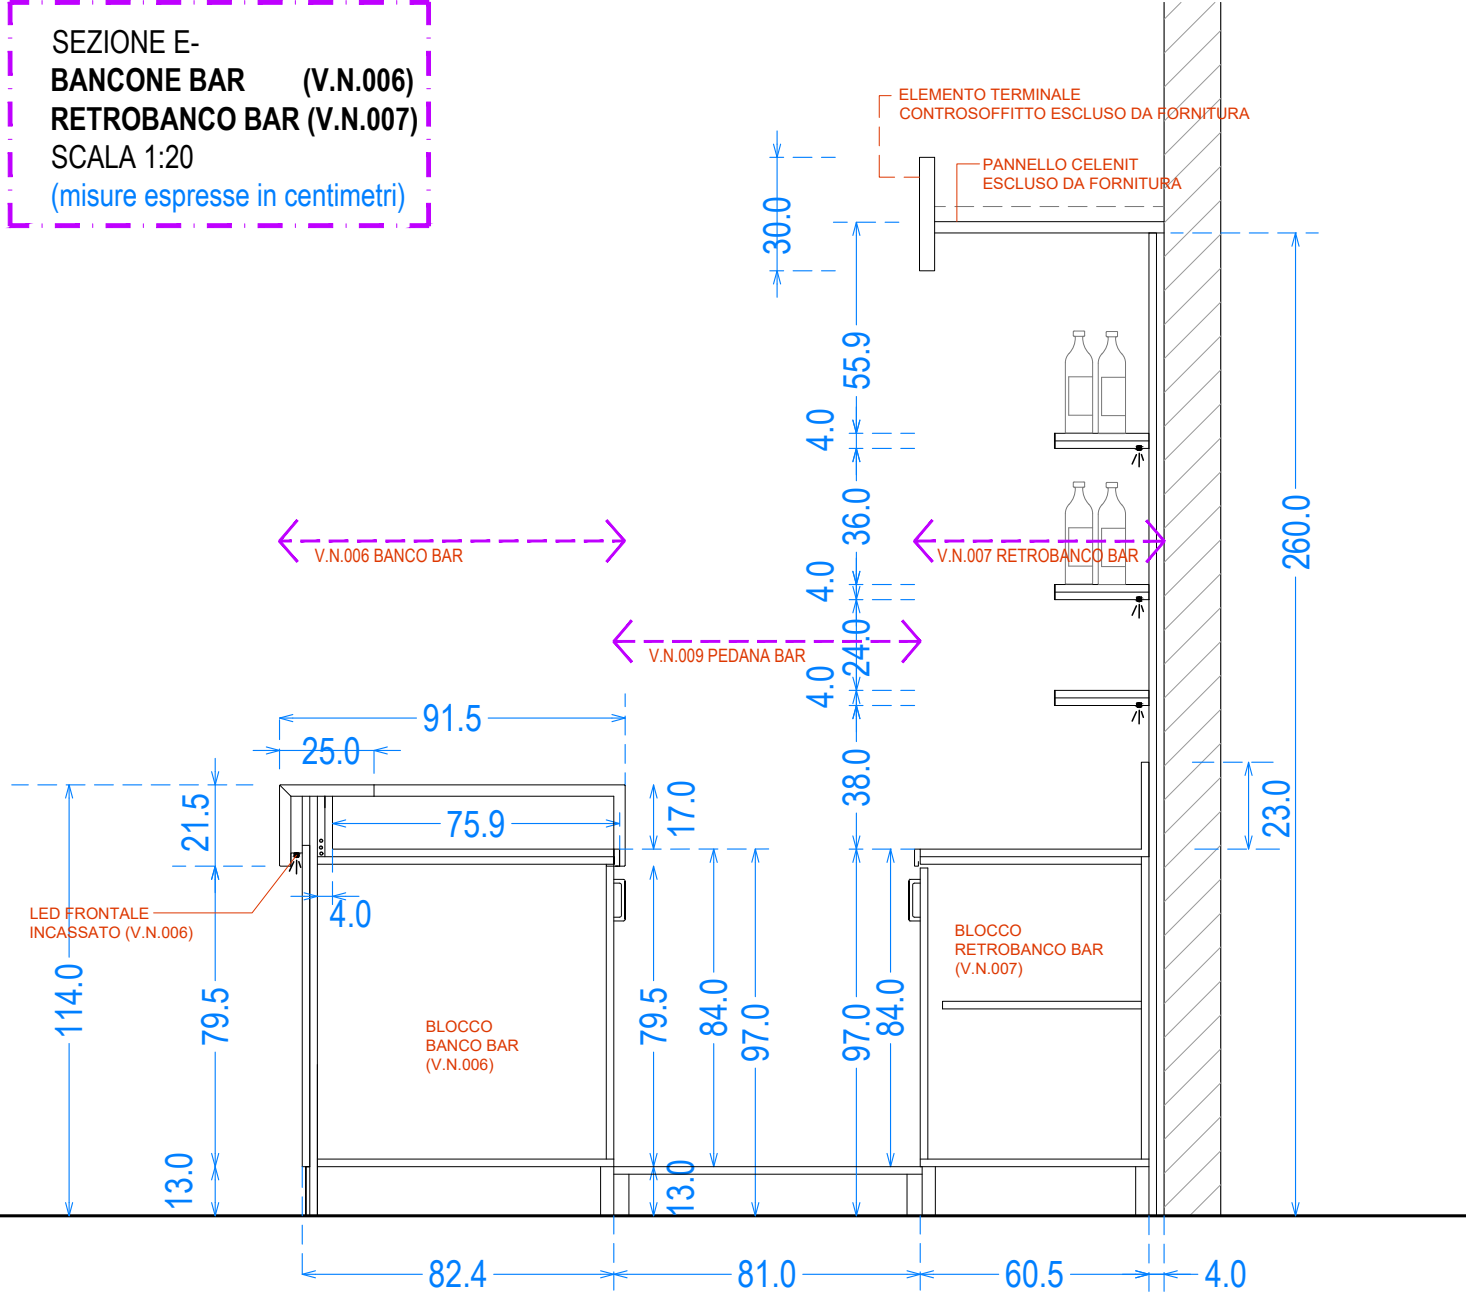 SEZIONE E-
BANCONE BAR (V.N.006)
RETROBANCO BAR (V.N.007)
SCALA 1:20
(misure espresse in centimetri)
ELEMENTO TERMINALE
CONTROSOFFITTO ESCLUSO DA FORNITURA
PANNELLO CELENIT
ESCLUSO DA FORNITURA
30.0
55.9
4.0
36.0
260.0
V.N.006 BANCO BAR
V.N.007 RETROBANCO BAR
4.0
24.0
V.N.009 PEDANA BAR
4.0
91.5
25.0
38.0
21.5
75.9
17.0
23.0
LED FRONTALE
INCASSATO (V.N.006)
4.0
BLOCCO
RETROBANCO BAR
(V.N.007)
114.0
79.5
BLOCCO
BANCO BAR
(V.N.006)
79.5
84.0
97.0
97.0
84.0
13.0
13.0
82.4
81.0
60.5
4.0